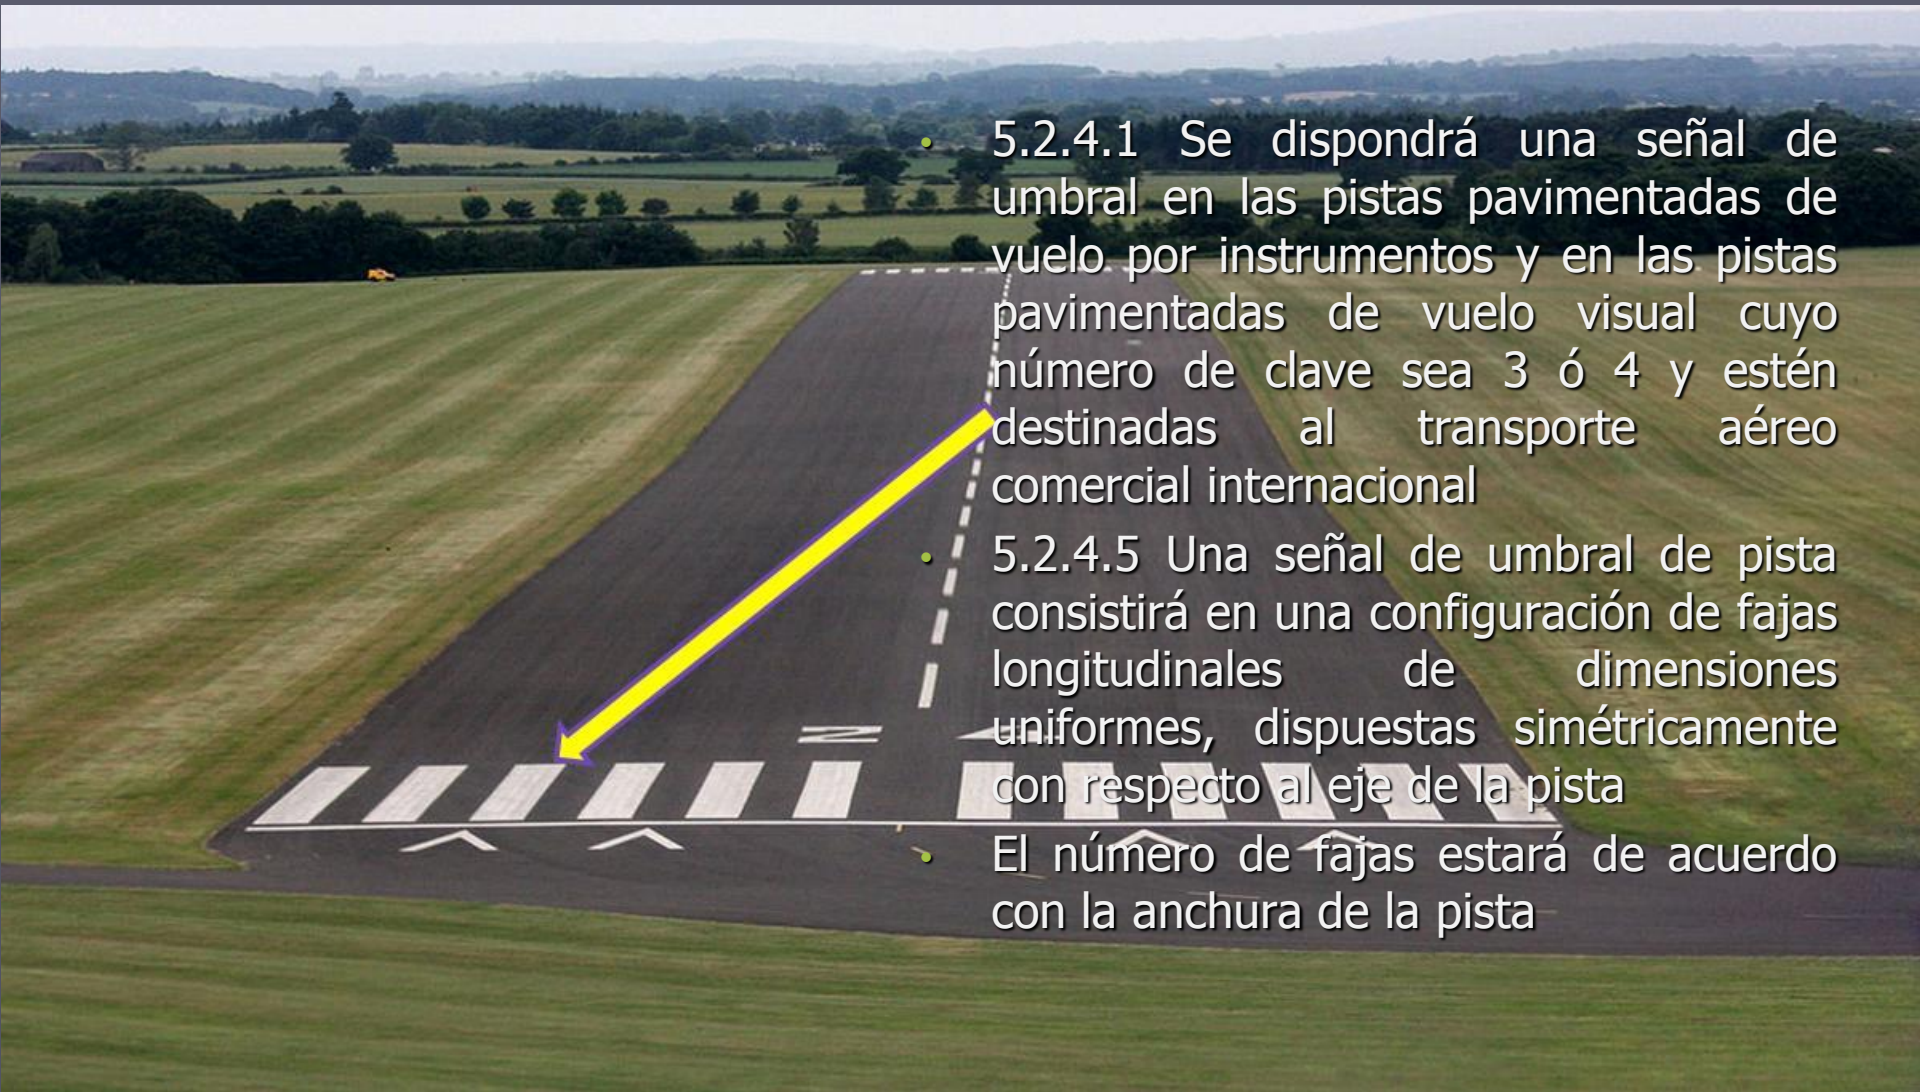 • 5.2.4.1 Se dispondrá una señal de
umbral en las pistas pavimentadas de
vuelo por instrumentos y en las pistas
pavimentadas de vuelo visual cuyo
número de clave sea 3 ó 4 y estén
destinadas al transporte aéreo
comercial internacional
• 5.2.4.5 Una señal de umbral de pista
consistirá en una configuración de fajas
longitudinales de dimensiones
uniformes, dispuestas simétricamente
con respecto al eje de la pista
• El número de fajas estará de acuerdo
con la anchura de la pista